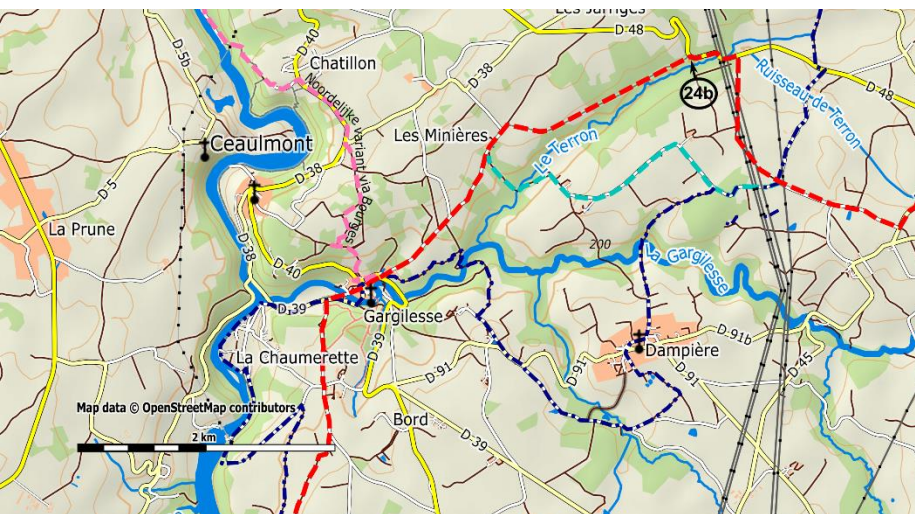 Les Jarriges
D-48
D-40
D-5b
Chatillon
D-38
24b
Ruisseau-de-Terron
D-48
Noordelijke variant via Bourges
Les Minières
Le Terron
Ceaulmont
D-38
D-5
La Prune
D-38
200
La Gargilesse
D-40
D-39
Gargilesse
D-91b
D-45
La Chaumerette
D-39
D-91
D-91
Dampière
D-91
Map data © OpenStreetMap contributors
Bord
D-39
2 km